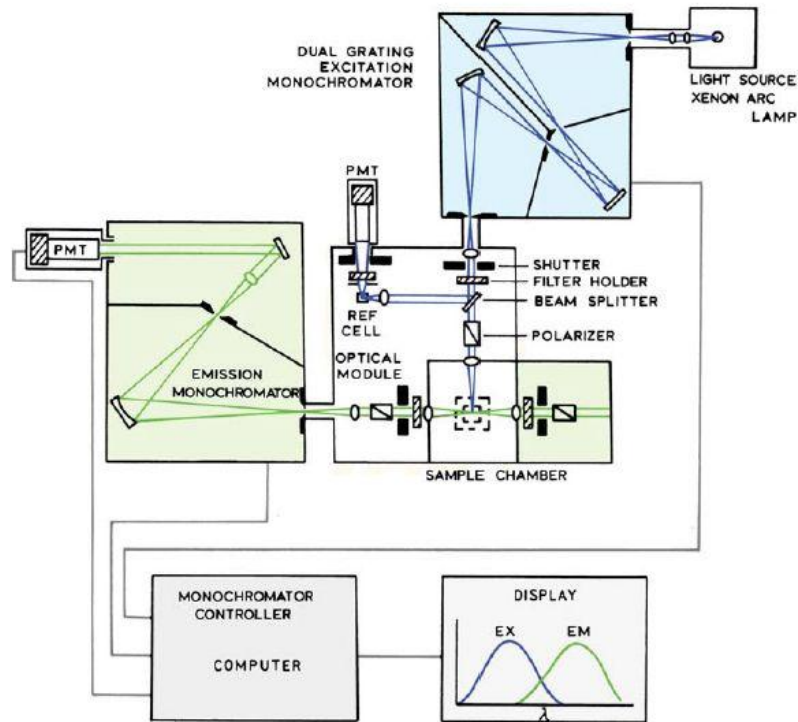 DUAL GRATING
EXCITATION
MONOCHROMATOR
LIGHT SOURCE
XENON ARC
LAMP
PMT
PMT
SHUTTER
FILTER HOLDER
BEAM SPLITTER
REF
CELL
POLARIZER
OPTICAL
MODULE
EMISSION
MONOCHROMATOR
SAMPLE CHAMBER
MONOCHROMATOR
CONTROLLER
COMPUTER
DISPLAY
EX
EM
λ